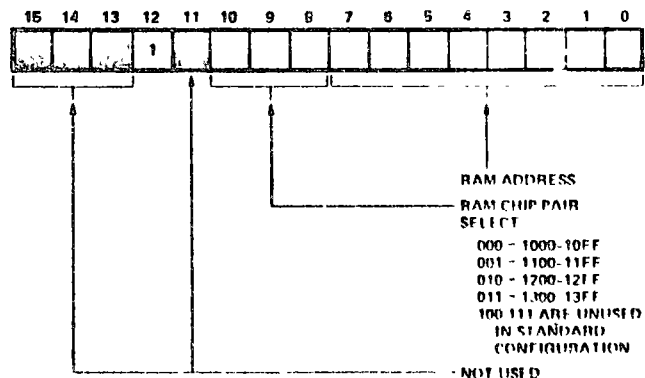 15 14 13 12 11 10 9 8 7 6 5 4 3 2 1 0
1
RAM ADDRESS
RAM CHIP PAIR
SELECT
000 - 1000-10FF
001 - 1100-11FF
010 - 1200-12FF
011 - 1300-13FF
100-111 ARE UNUSED
IN STANDARD
CONFIGURATION
NOT USED